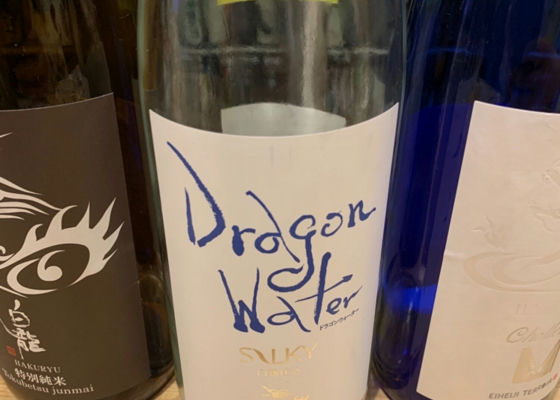 白龍
HAKURYU
特別純米
Tokubetsu junmai
Dragon
Water
ドラゴンウォーター
SILKY
EIHEIJI TERROIR